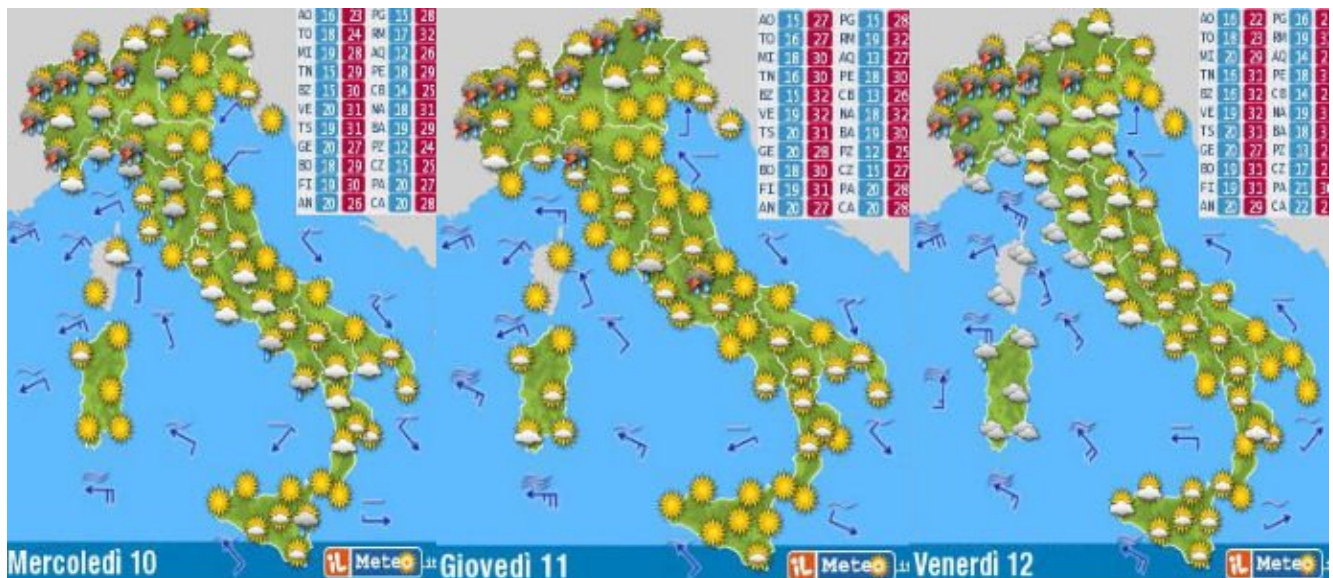 AO 16 23 PG 15 28
TO 18 24 RM 17 32
MI 19 28 AQ 12 26
TN 15 29 PE 18 29
BZ 15 30 CB 14 25
VE 20 31 NA 18 31
TS 19 31 BA 19 29
GE 20 27 PZ 12 24
BO 18 29 CZ 15 25
FI 19 30 PA 20 27
AN 20 26 CA 20 28
Mercoledì 10
iL Meteo .it
AO 15 27 PG 15 28
TO 16 27 RM 19 32
MI 18 30 AQ 13 27
TN 16 30 PE 18 30
BZ 15 32 CB 13 26
VE 19 32 NA 18 32
TS 20 31 BA 19 30
GE 20 28 PZ 12 25
BO 18 30 CZ 15 27
FI 19 31 PA 20 28
AN 20 27 CA 20 28
Giovedì 11
iL Meteo .it
AO 16 22 PG 16
TO 18 23 RM 19
MI 20 29 AQ 14
TN 16 31 PE 18
BZ 16 32 CB 14
VE 19 32 NA 19
TS 20 31 BA 18
GE 20 27 PZ 13
BO 19 31 CZ 17
FI 19 31 PA 21
AN 20 29 CA 22
Venerdì 12
iL Meteo .it